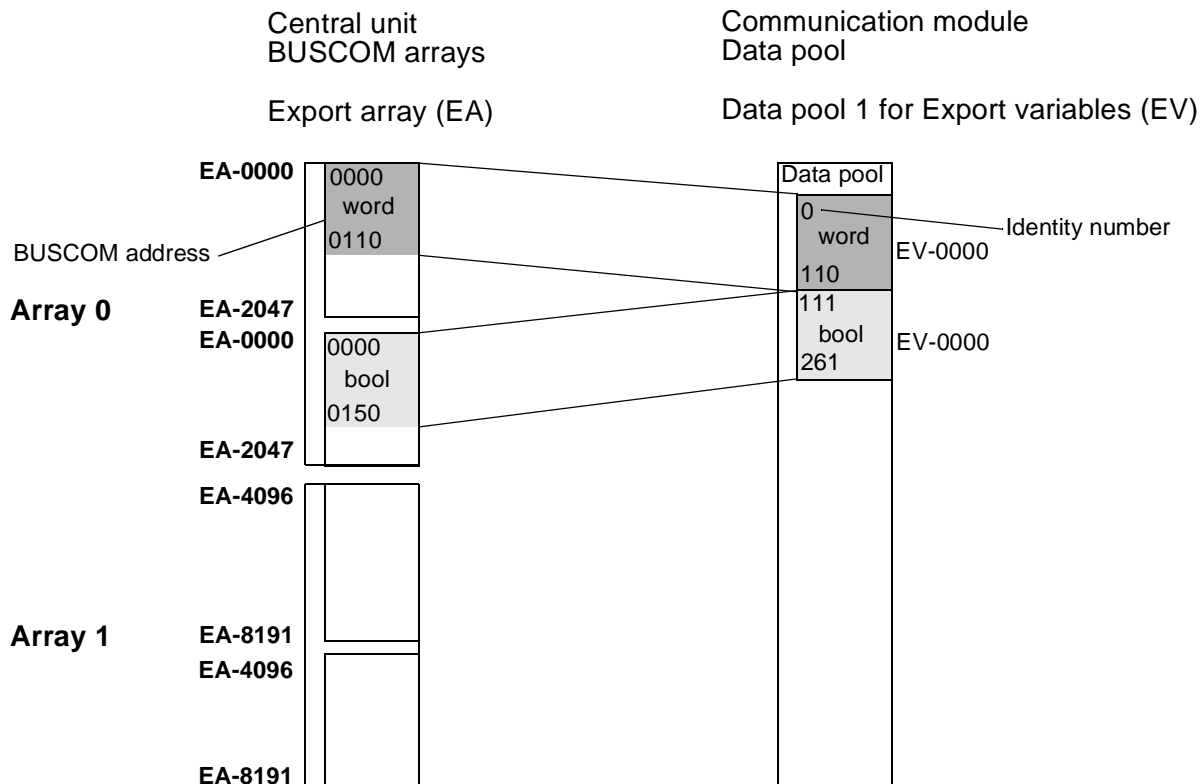 Central unit
BUSCOM arrays
Communication module
Data pool
Export array (EA)
Data pool 1 for Export variables (EV)
EA-0000
0000
word
0110
BUSCOM address
Array 0
EA-2047
EA-0000
0000
bool
0150
EA-2047
EA-4096
Array 1
EA-8191
EA-4096
EA-8191
Data pool
0
word
110
Identity number
EV-0000
111
bool
261
EV-0000